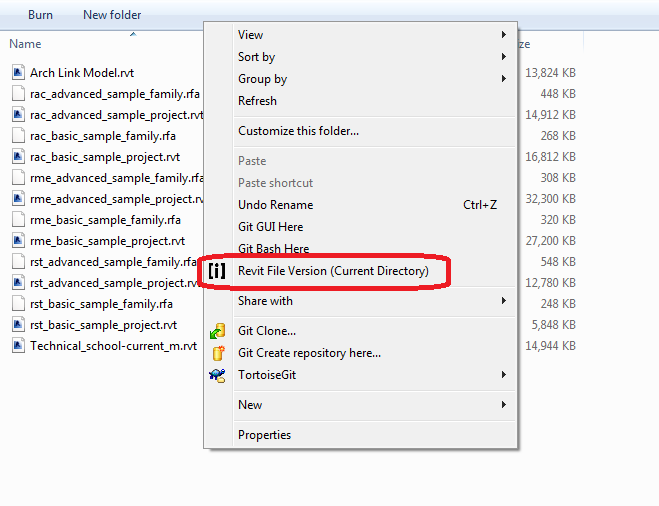 Burn New folder
Name ze
Arch Link Model.rvt 13,824 KB
rac_advanced_sample_family.rfa 448 KB
rac_advanced_sample_project.rvt 14,912 KB
rac_basic_sample_family.rfa 268 KB
rac_basic_sample_project.rvt 16,812 KB
rme_advanced_sample_family.rfa 308 KB
rme_advanced_sample_project.rvt 32,300 KB
rme_basic_sample_family.rfa 320 KB
rme_basic_sample_project.rvt 27,200 KB
rst_advanced_sample_family.rfa 548 KB
rst_advanced_sample_project.rvt 12,780 KB
rst_basic_sample_family.rfa 248 KB
rst_basic_sample_project.rvt 5,848 KB
Technical_school-current_m.rvt 14,944 KB
View
Sort by
Group by
Refresh
Customize this folder...
Paste
Paste shortcut
Undo Rename Ctrl+Z
Git GUI Here
Git Bash Here
[i] Revit File Version (Current Directory)
Share with
Git Clone...
Git Create repository here...
TortoiseGit
New
Properties